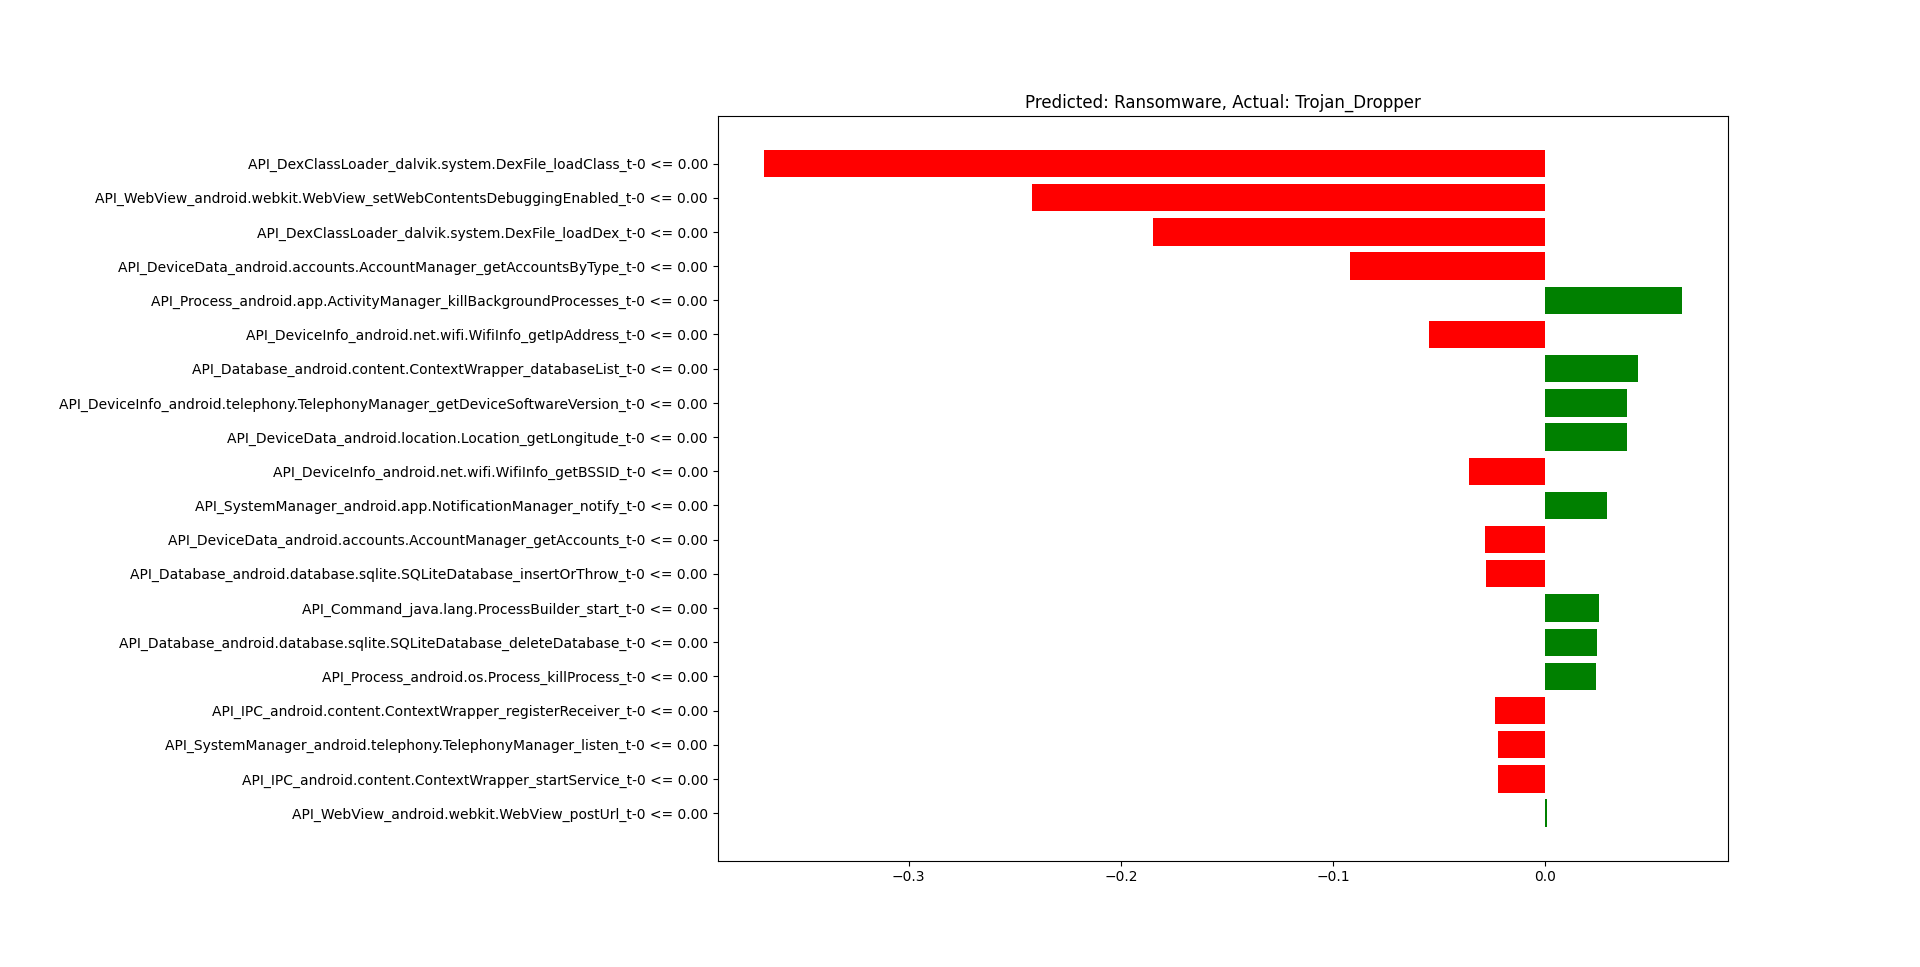 Predicted: Ransomware, Actual: Trojan_Dropper
API_DexClassLoader_dalvik.system.DexFile_loadClass_t-0 <= 0.00
API_WebView_android.webkit.WebView_setWebContentsDebuggingEnabled_t-0 <= 0.00
API_DexClassLoader_dalvik.system.DexFile_loadDex_t-0 <= 0.00
API_DeviceData_android.accounts.AccountManager_getAccountsByType_t-0 <= 0.00
API_Process_android.app.ActivityManager_killBackgroundProcesses_t-0 <= 0.00
API_DeviceInfo_android.net.wifi.WifiInfo_getIpAddress_t-0 <= 0.00
API_Database_android.content.ContextWrapper_databaseList_t-0 <= 0.00
API_DeviceInfo_android.telephony.TelephonyManager_getDeviceSoftwareVersion_t-0 <= 0.00
API_DeviceData_android.location.Location_getLongitude_t-0 <= 0.00
API_DeviceInfo_android.net.wifi.WifiInfo_getBSSID_t-0 <= 0.00
API_SystemManager_android.app.NotificationManager_notify_t-0 <= 0.00
API_DeviceData_android.accounts.AccountManager_getAccounts_t-0 <= 0.00
API_Database_android.database.sqlite.SQLiteDatabase_insertOrThrow_t-0 <= 0.00
API_Command_java.lang.ProcessBuilder_start_t-0 <= 0.00
API_Database_android.database.sqlite.SQLiteDatabase_deleteDatabase_t-0 <= 0.00
API_Process_android.os.Process_killProcess_t-0 <= 0.00
API_IPC_android.content.ContextWrapper_registerReceiver_t-0 <= 0.00
API_SystemManager_android.telephony.TelephonyManager_listen_t-0 <= 0.00
API_IPC_android.content.ContextWrapper_startService_t-0 <= 0.00
API_WebView_android.webkit.WebView_postUrl_t-0 <= 0.00
−0.3 −0.2 −0.1 0.0